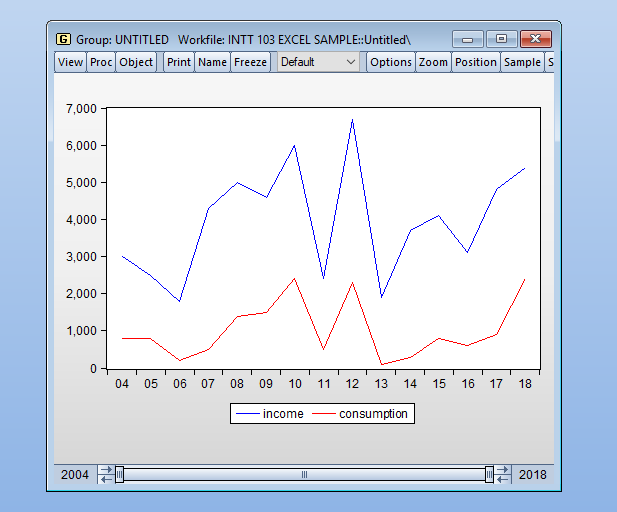 G Group: UNTITLED Workfile: INTT 103 EXCEL SAMPLE::Untitled\
View Proc Object Print Name Freeze Default Options Zoom Position Sample S
7,000
6,000
5,000
4,000
3,000
2,000
1,000
0
04 05 06 07 08 09 10 11 12 13 14 15 16 17 18
income consumption
2004 2018